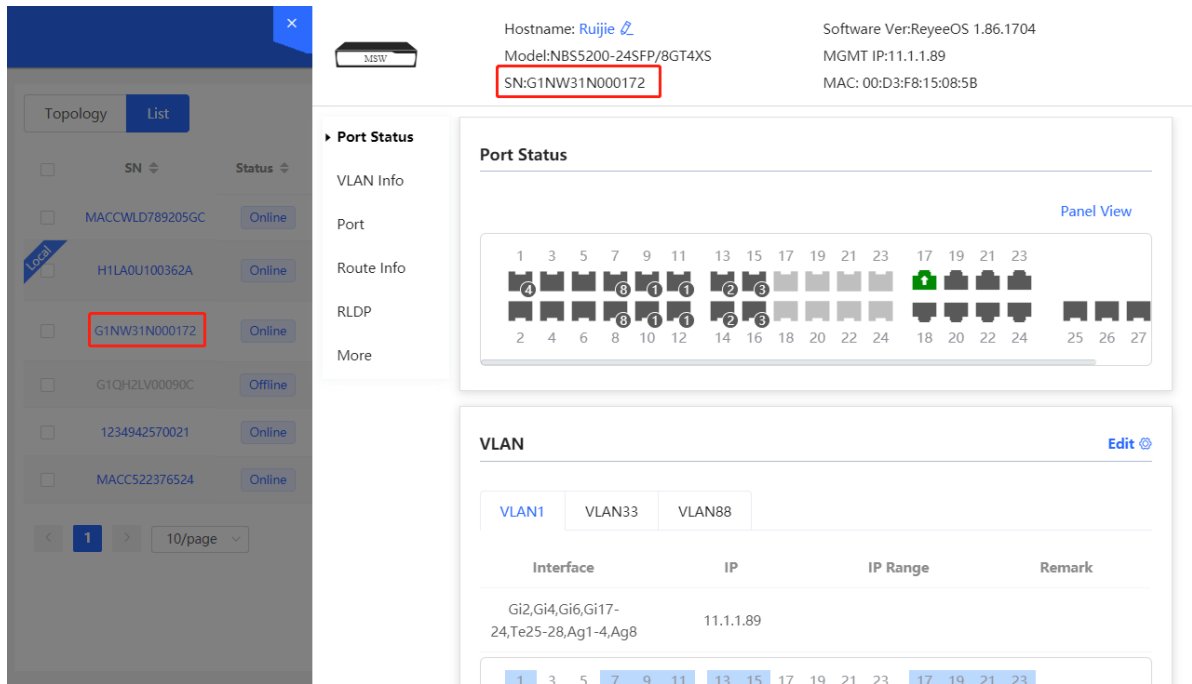 Topology List
SN Status
MACCWLD789205GC Online
Local
H1LA0U100362A Online
G1NW31N000172 Online
G1QH2LV00090C Offline
1234942570021 Online
MACC522376524 Online
< 1 > 10/page
MSW
Hostname: Ruijie
Model:NBS5200-24SFP/8GT4XS
SN:G1NW31N000172
Software Ver:ReyeeOS 1.86.1704
MGMT IP:11.1.1.89
MAC: 00:D3:F8:15:08:5B
Port Status
VLAN Info
Port
Route Info
RLDP
More
Port Status
Panel View
1 3 5 7 9 11 13 15 17 19 21 23 17 19 21 23
4 8 1 1 2 3
8 1 1 2 3
2 4 6 8 10 12 14 16 18 20 22 24 18 20 22 24 25 26 27
VLAN Edit
VLAN1 VLAN33 VLAN88
Interface IP IP Range Remark
Gi2,Gi4,Gi6,Gi17-
24,Te25-28,Ag1-4,Ag8 11.1.1.89
1 3 5 7 9 11 13 15 17 19 21 23 17 19 21 23